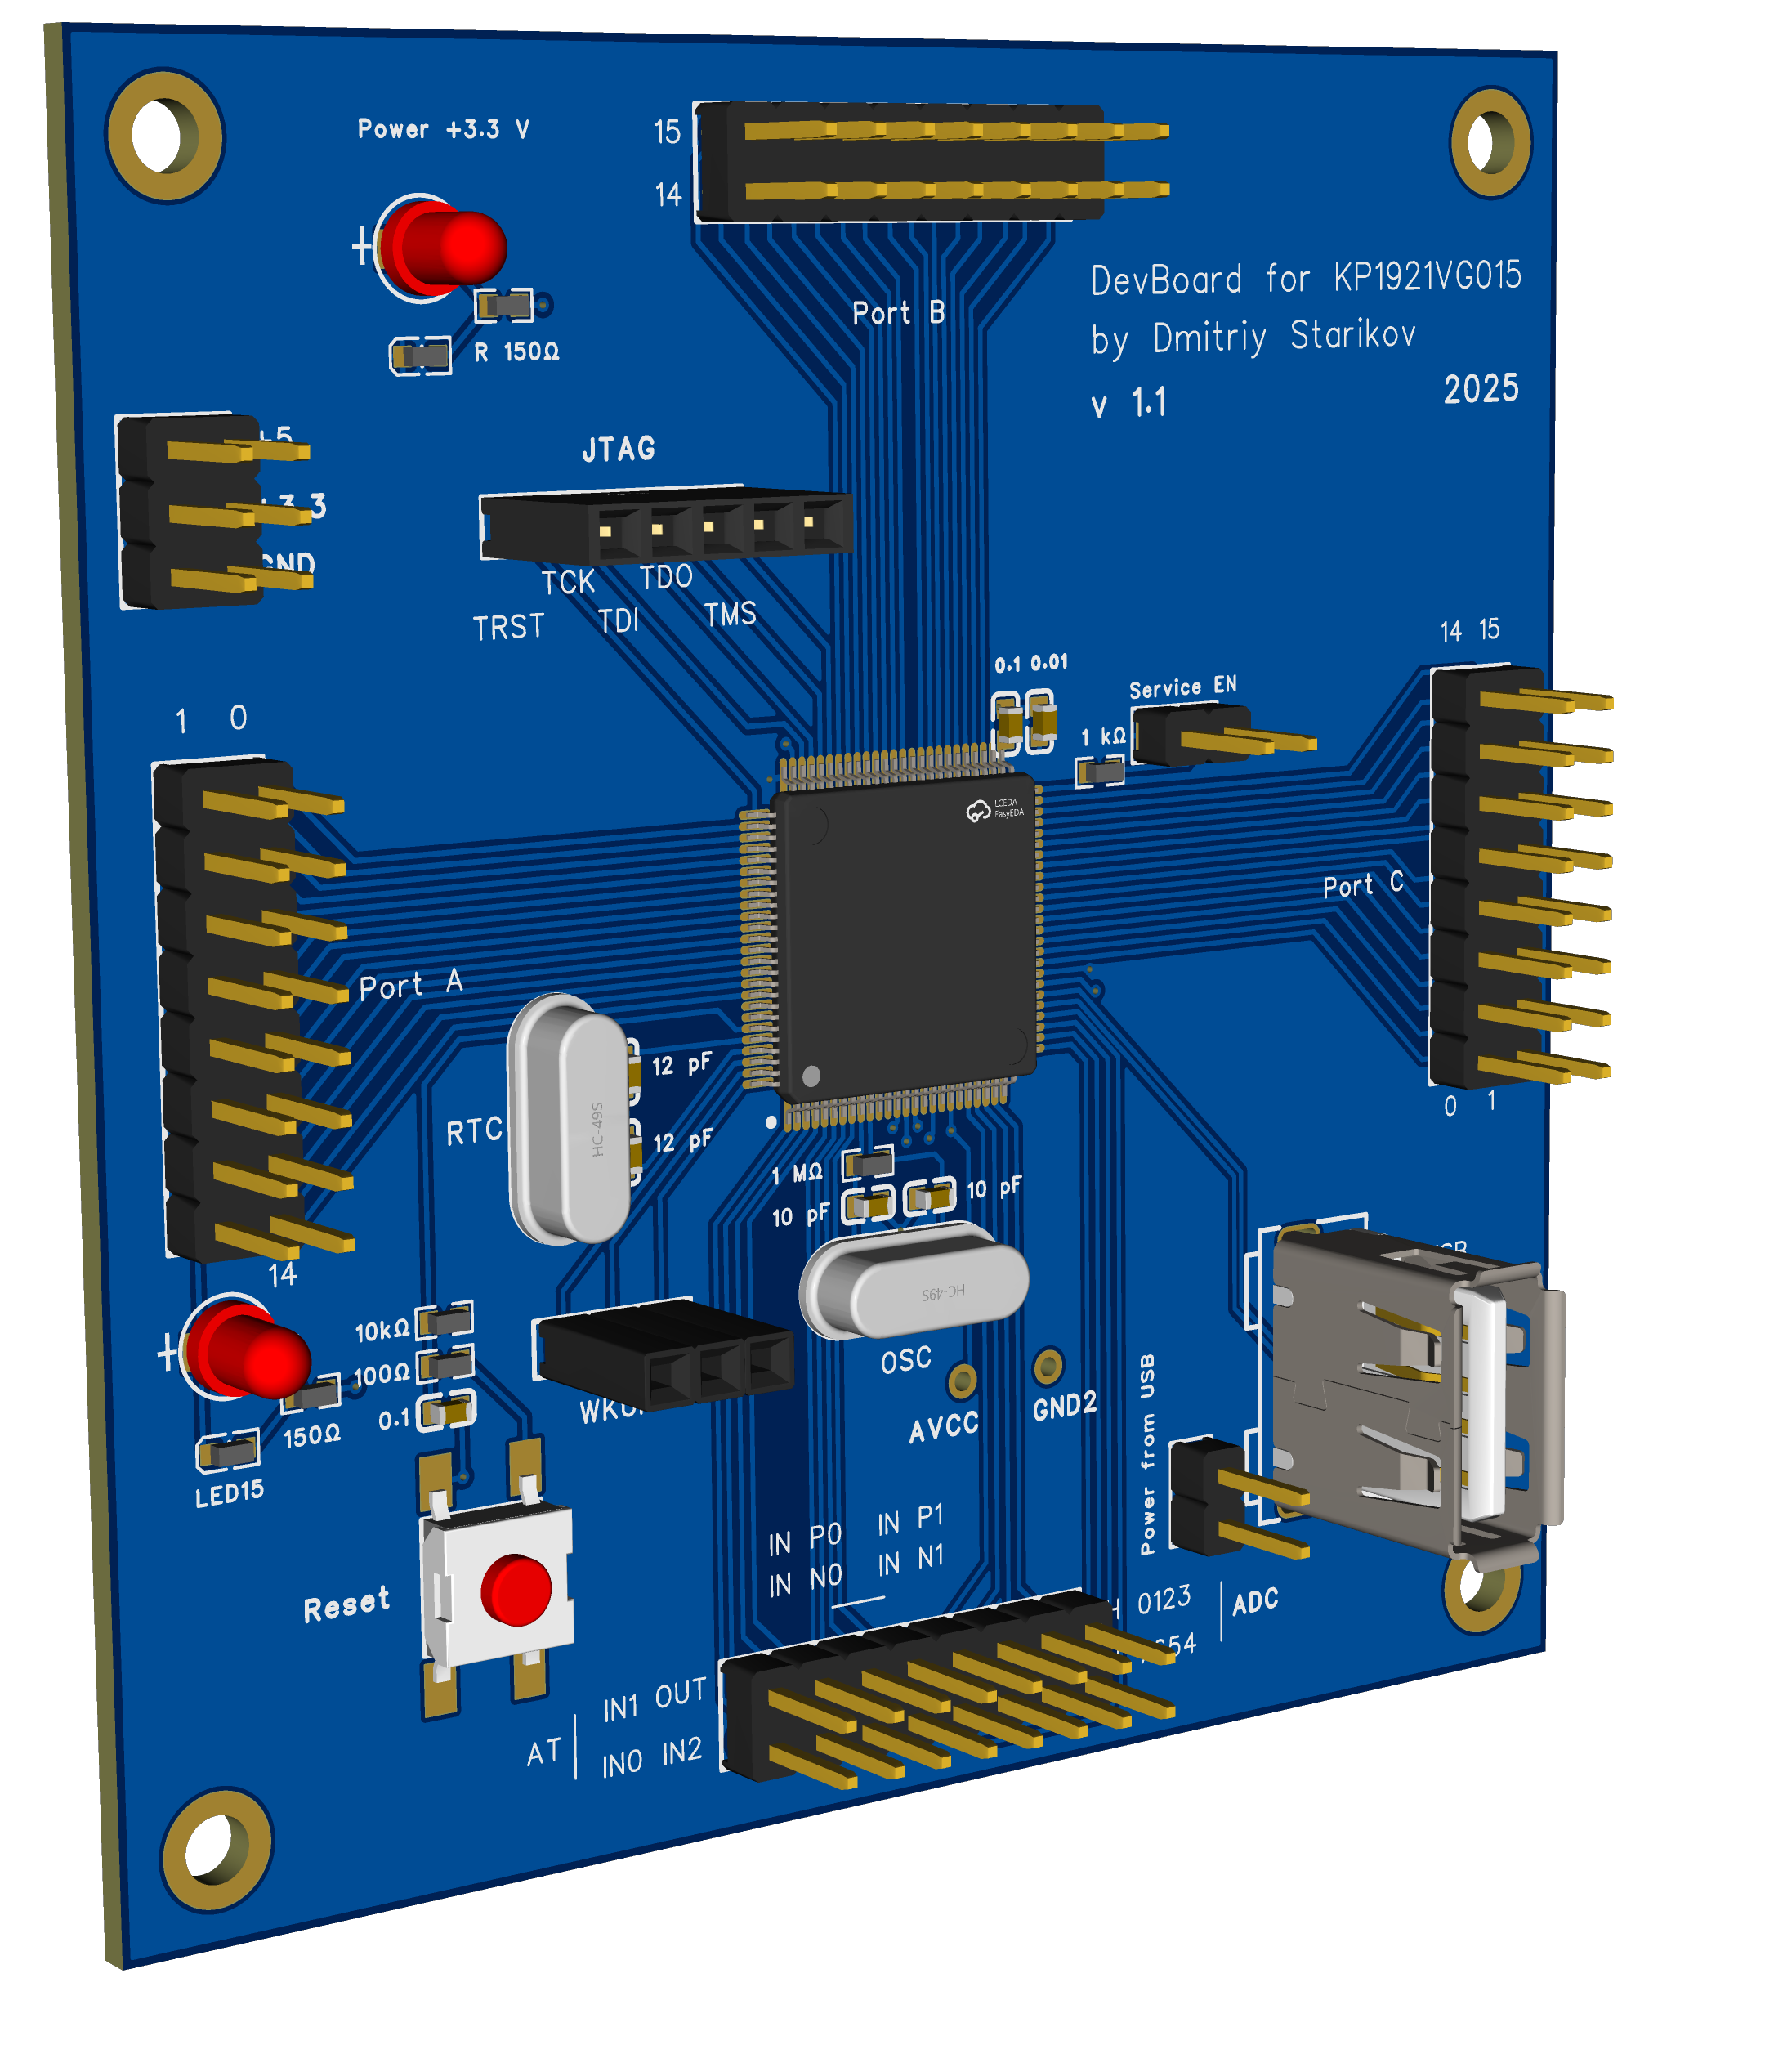 Power +3.3 V
15
14
R 150Ω
Port B
DevBoard for KP1921VG015
by Dmitriy Starikov
v 1.1
2025
JTAG
TCK
TDO
TRST
TDI
TMS
14 15
0.1 0.01
Service EN
1 kΩ
1 0
LCEDA
EasyEDA
Port C
Port A
0 1
12 pF
12 pF
RTC
HC-49S
1 MΩ
10 pF
10 pF
HC-49S
OSC
14
10kΩ
100Ω
0.1
150Ω
LED15
AVCC
GND2
Power from USB
IN P0 IN P1
IN N0 IN N1
Reset
0123
ADC
IN1 OUT
AT
IN0 IN2